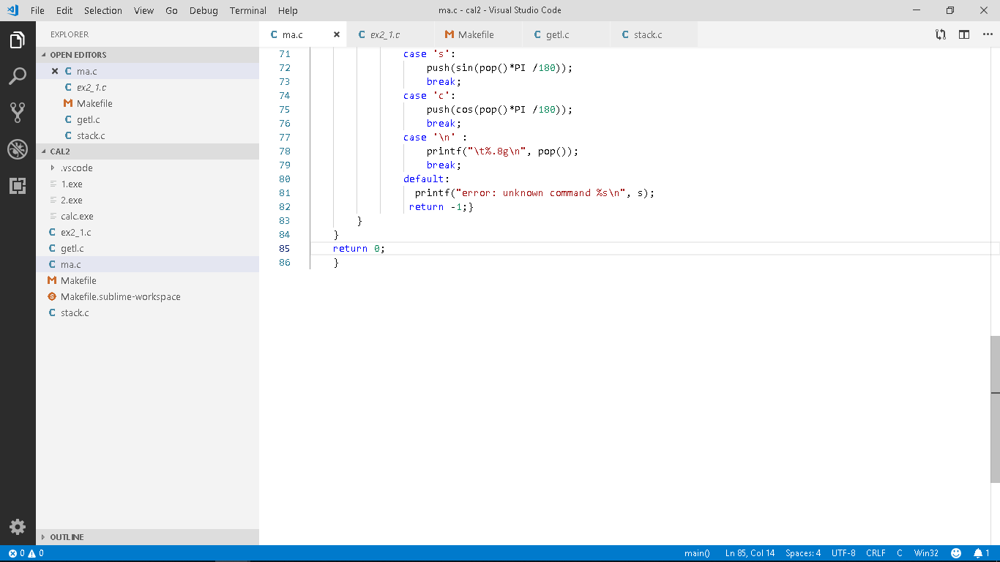 File Edit Selection View Go Debug Terminal Help
ma.c - cal2 - Visual Studio Code
EXPLORER
OPEN EDITORS
ma.c
ex2_1.c
Makefile
getl.c
stack.c
CAL2
.vscode
1.exe
2.exe
calc.exe
ex2_1.c
getl.c
ma.c
Makefile
Makefile.sublime-workspace
stack.c
OUTLINE
ma.c ex2_1.c Makefile getl.c stack.c
71 case 's':
72 push(sin(pop()*PI /180));
73 break;
74 case 'c':
75 push(cos(pop()*PI /180));
76 break;
77 case '\n' :
78 printf("\t%.8g\n", pop());
79 break;
80 default:
81 printf("error: unknown command %s\n", s);
82 return -1;}
83 }
84 }
85 return 0;
86 }
0 0 main() Ln 85, Col 14 Spaces: 4 UTF-8 CRLF C Win32 1